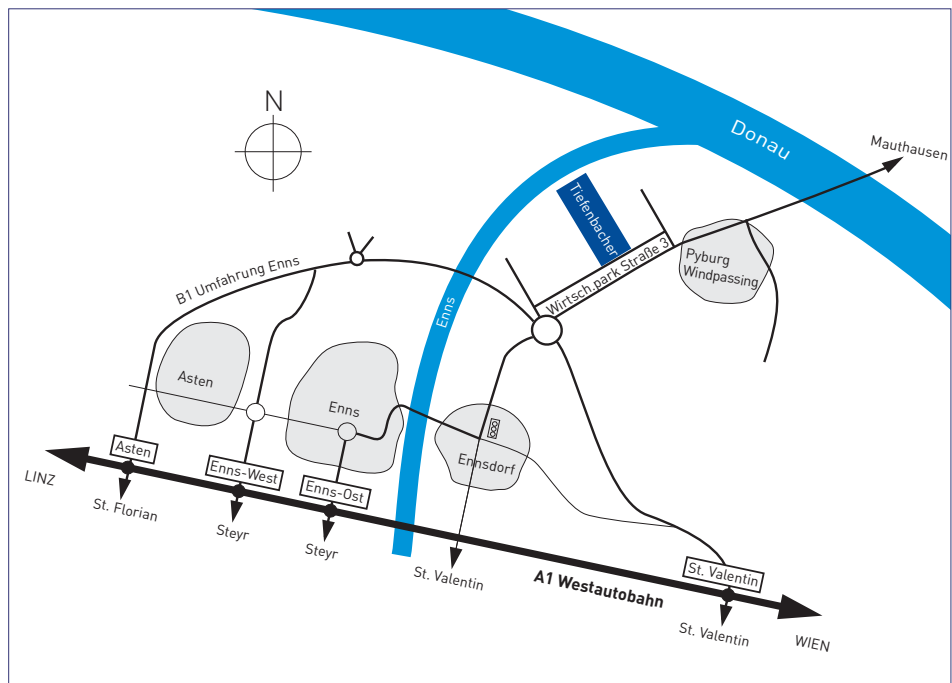 N
Donau
Mauthausen
Tiefenbacher
Wirtsch.park Straße 3
Pyburg
Windpassing
B1 Umfahrung Enns
Enns
Asten
Enns
Ennsdorf
Asten
Enns-West
Enns-Ost
LINZ
St. Florian
Steyr
Steyr
St. Valentin
A1 Westautobahn
St. Valentin
St. Valentin
WIEN